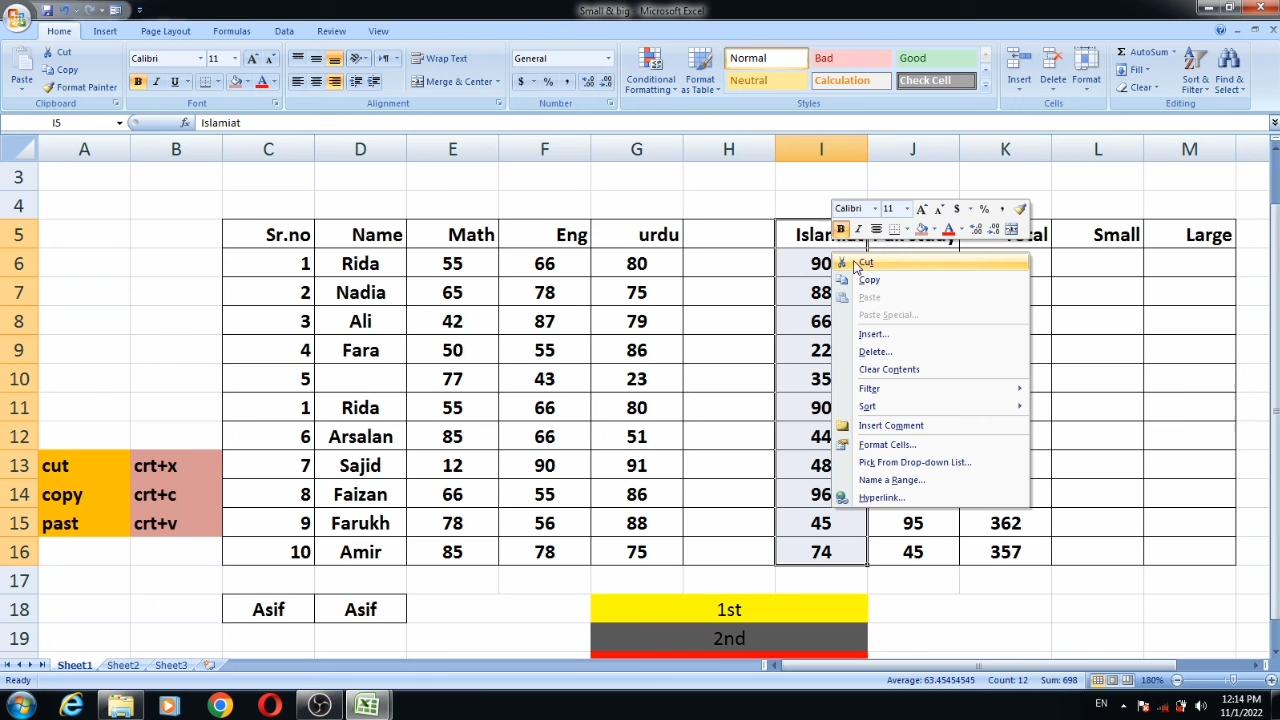 Small & big - Microsoft Excel
Home Insert Page Layout Formulas Data Review View
Paste Cut Copy Format Painter
Calibri 11
Wrap Text Merge & Center
General
Conditional Formatting Format as Table
Normal Bad Good
Neutral Calculation Check Cell
Insert Delete Format
AutoSum Fill Clear Sort & Filter Find & Select
Clipboard Font Alignment Number Styles Cells Editing
I5 fx Islamiat
A B C D E F G H I J K L M
3
4
Calibri 11 $ % ,
B I A
5 Sr.no Name Math Eng urdu Small Large
6 1 Rida 55 66 80 90
7 2 Nadia 65 78 75 88
8 3 Ali 42 87 79 66
9 4 Fara 50 55 86 22
10 5 77 43 23 35
11 1 Rida 55 66 80 90
12 6 Arsalan 85 66 51 44
13 cut crt+x 7 Sajid 12 90 91 48
14 copy crt+c 8 Faizan 66 55 86 96
15 past crt+v 9 Farukh 78 56 88 45 95 362
16 10 Amir 85 78 75 74 45 357
17
18 Asif Asif 1st
19 2nd
Cut
Copy
Paste
Paste Special...
Insert...
Delete...
Clear Contents
Filter
Sort
Insert Comment
Format Cells...
Pick From Drop-down List...
Name a Range...
Hyperlink...
Sheet1 Sheet2 Sheet3
Ready Average: 63.45454545 Count: 12 Sum: 698 180%
EN 12:14 PM
11/1/2022